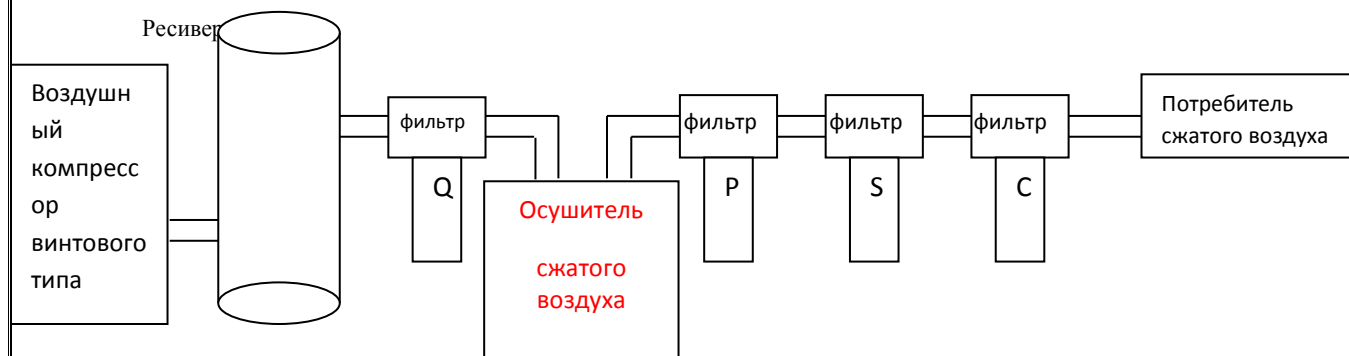 Ресивер
Воздушн
ый
компресс
ор
винтового
типа
фильтр
Q
Осушитель
сжатого
воздуха
фильтр
P
фильтр
S
фильтр
C
Потребитель
сжатого воздуха